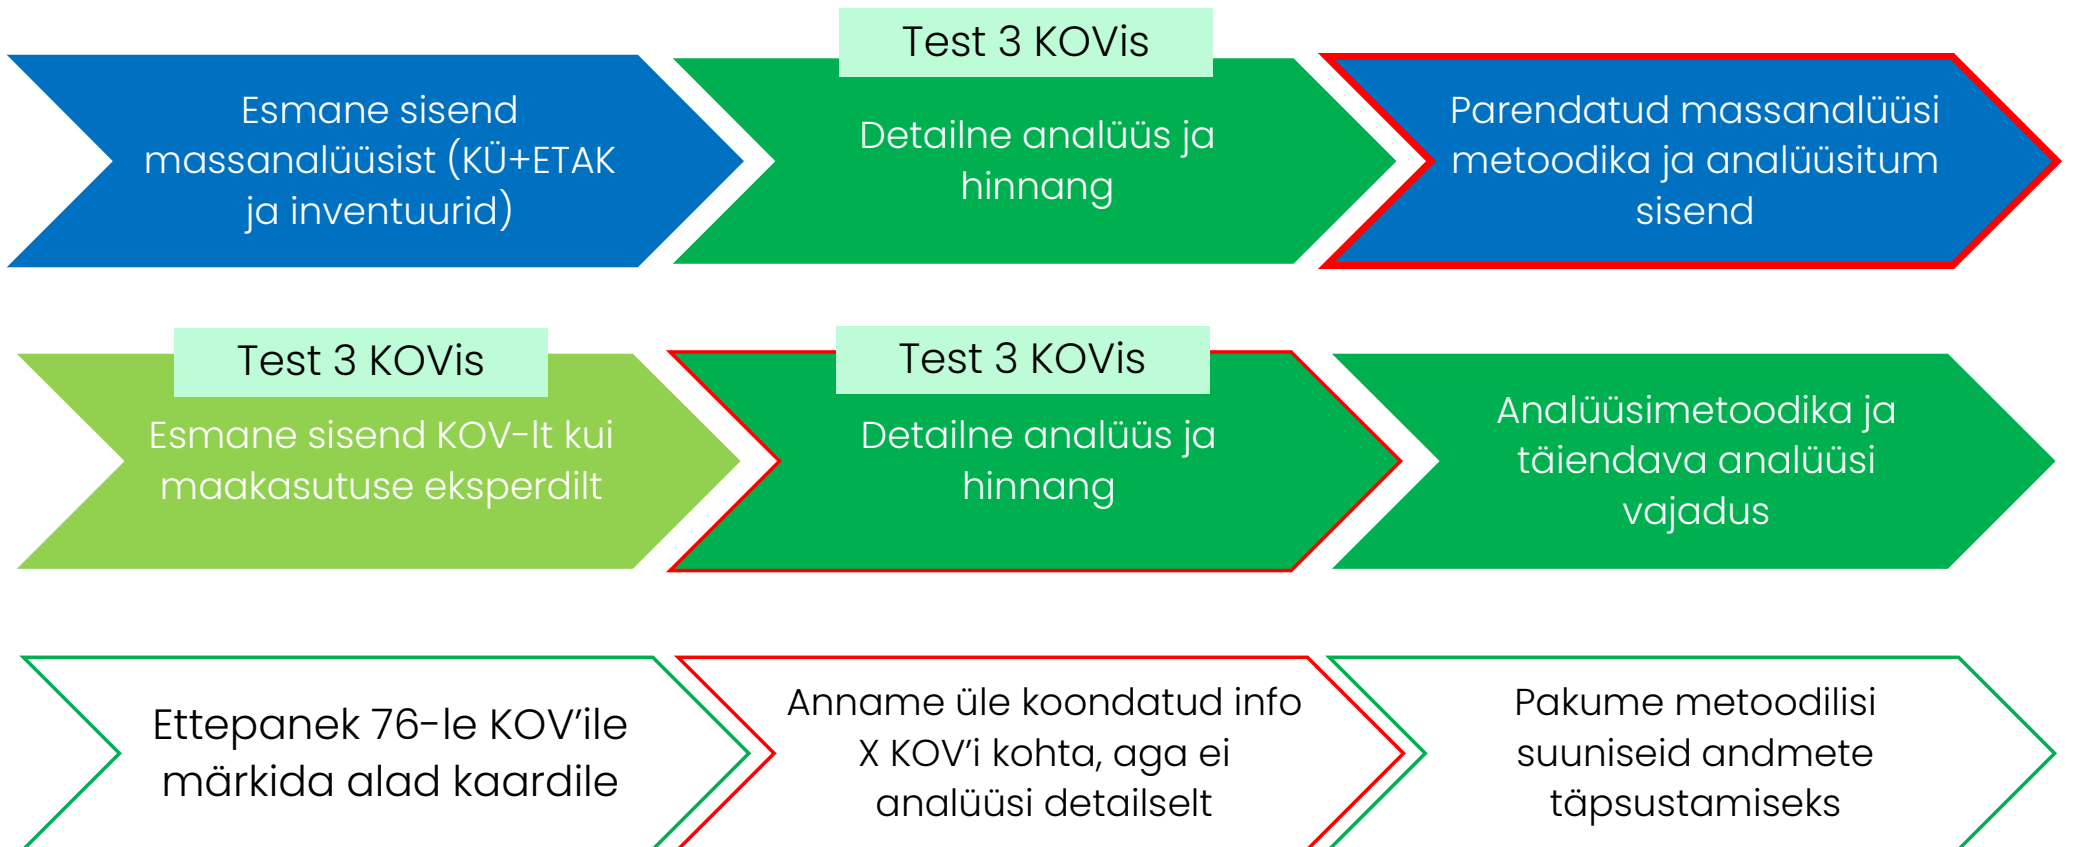 Test 3 KOVis
Esmane sisend
massanalüüsist (KÜ+ETAK
ja inventuurid)
Detailne analüüs ja
hinnang
Parendatud massanalüüsi
metoodika ja analüüsitum
sisend
Test 3 KOVis
Esmane sisend KOV-lt kui
maakasutuse eksperdilt
Test 3 KOVis
Detailne analüüs ja
hinnang
Analüüsimetoodika ja
täiendava analüüsi
vajadus
Ettepanek 76-le KOV’ile
märkida alad kaardile
Anname üle koondatud info
X KOV’i kohta, aga ei
analüüsi detailselt
Pakume metoodilisi
suuniseid andmete
täpsustamiseks